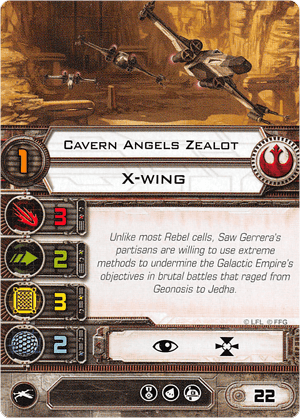 CAVERN ANGELS ZEALOT
1
X-WING
3
Unlike most Rebel cells, Saw Gerrera's
2
partisans are willing to use extreme
methods to undermine the Galactic Empire's
3
objectives in brutal battles that raged from
Geonosis to Jedha.
© LFL © FFG
2
22